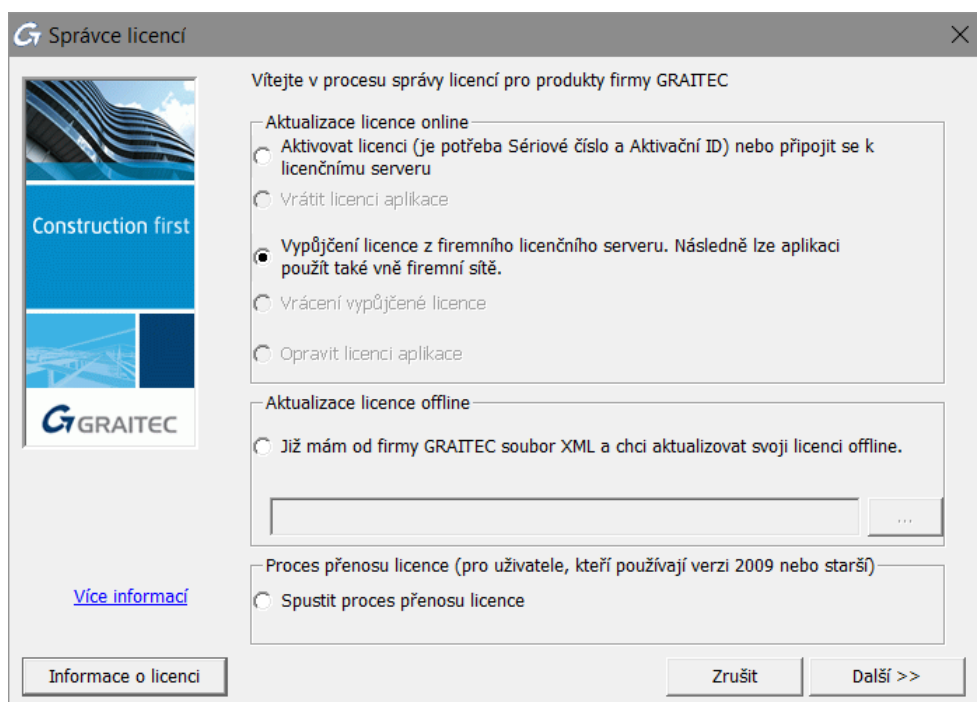 Správce licencí
Vítejte v procesu správy licencí pro produkty firmy GRAITEC
Aktualizace licence online
Aktivovat licenci (je potřeba Sériové číslo a Aktivační ID) nebo připojit se k
licenčnímu serveru
Vrátit licenci aplikace
Construction first
Vypůjčení licence z firemního licenčního serveru. Následně lze aplikaci
použít také vně firemní sítě.
Vrácení vypůjčené licence
Opravit licenci aplikace
GRAITEC
Aktualizace licence offline
Již mám od firmy GRAITEC soubor XML a chci aktualizovat svoji licenci offline.
...
Proces přenosu licence (pro uživatele, kteří používají verzi 2009 nebo starší)
Spustit proces přenosu licence
Více informací
Informace o licenci
Zrušit
Další >>